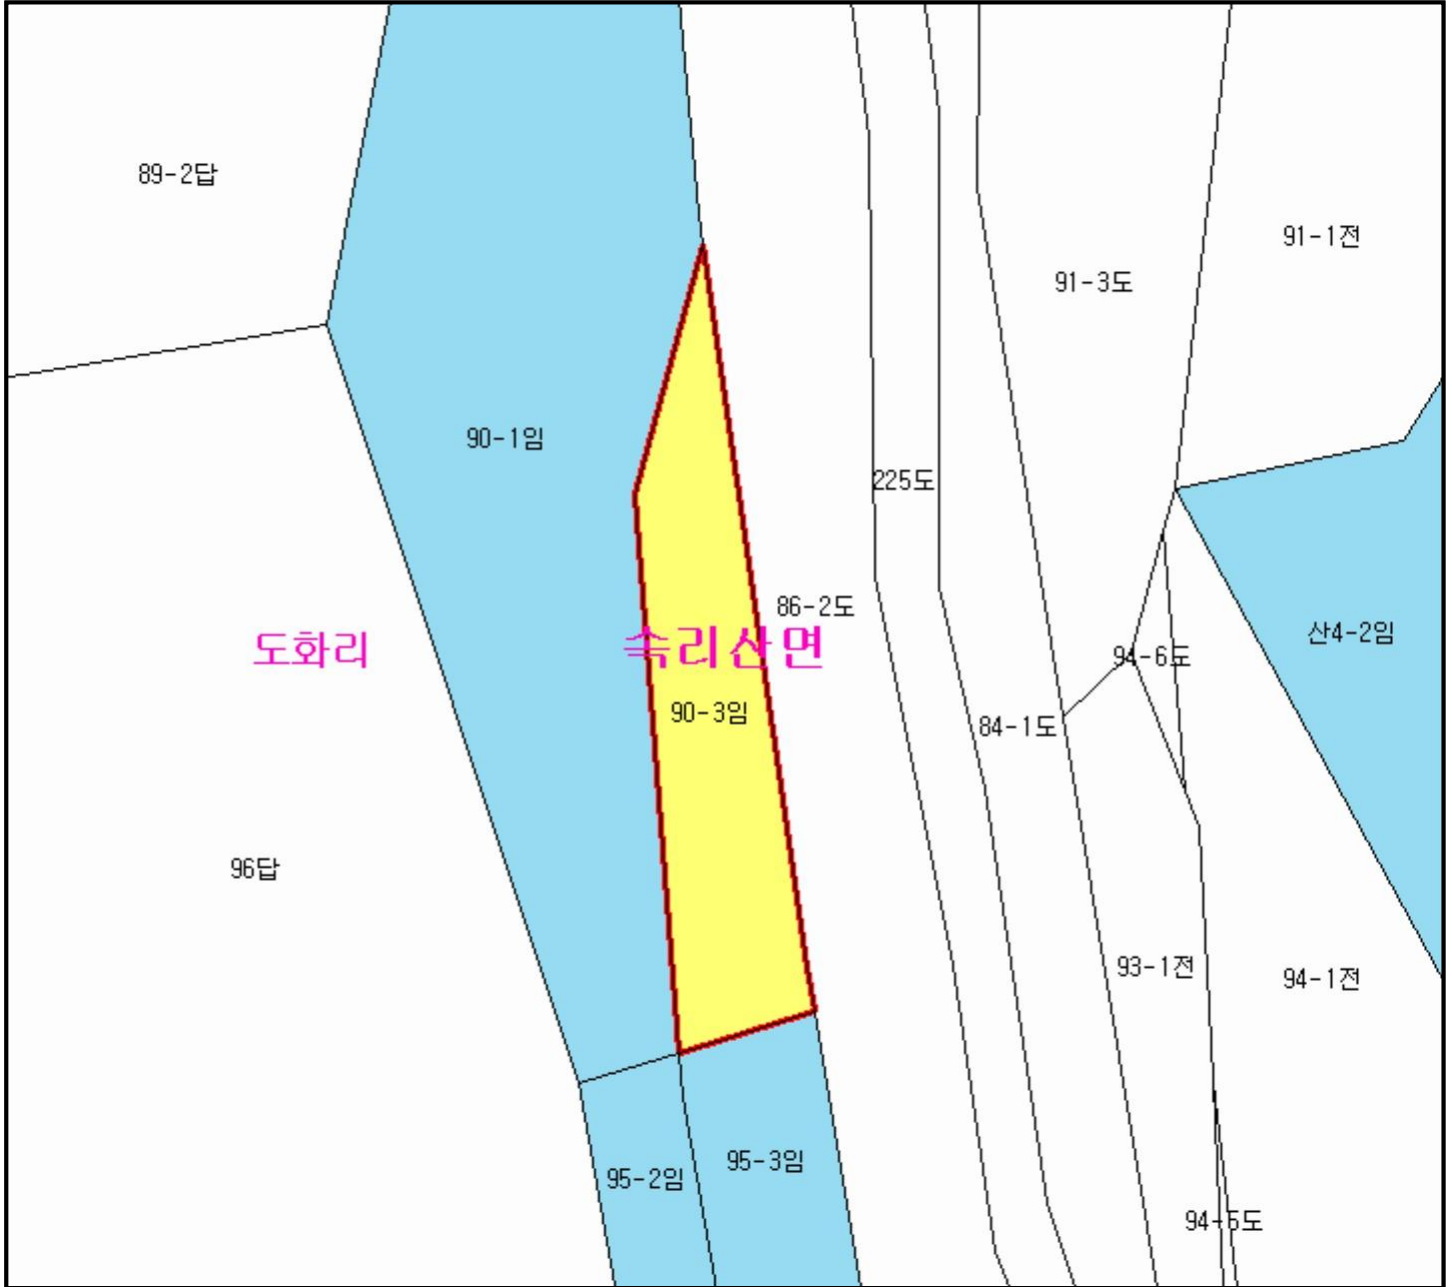 89-2답
91-1전
91-3도
90-1임
225도
86-2도
산4-2임
도화리
속리산면
94-6도
90-3임
84-1도
96답
93-1전
94-1전
95-3임
95-2임
94-5도